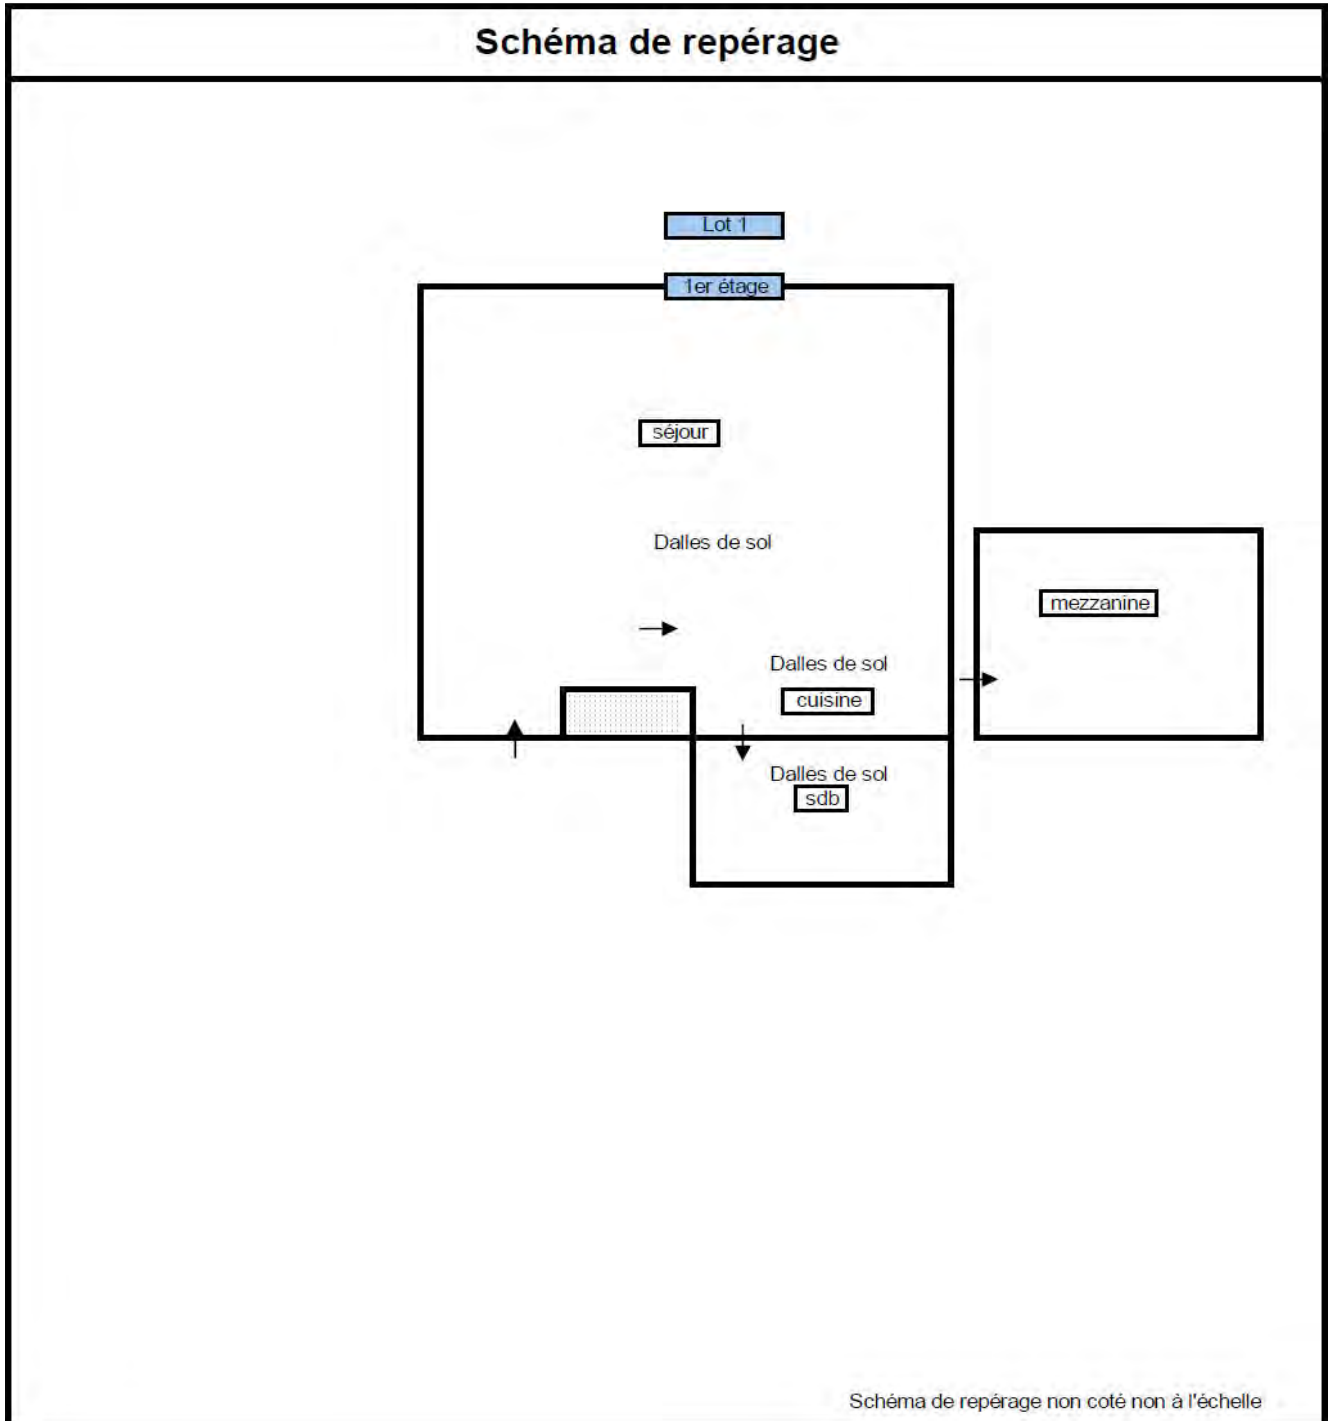 Schéma de repérage
Lot 1
1er étage
séjour
Dalles de sol
mezzanine
Dalles de sol
cuisine
Dalles de sol
sdb
Schéma de repérage non coté non à l'échelle